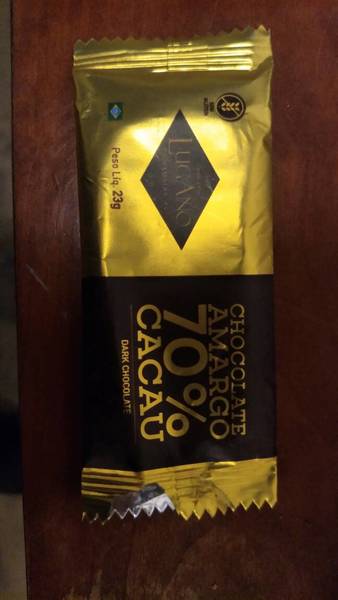 LUGANO
Peso Líq. 23g
CHOCOLATE
AMARGO
70%
CACAU
DARK CHOCOLATE